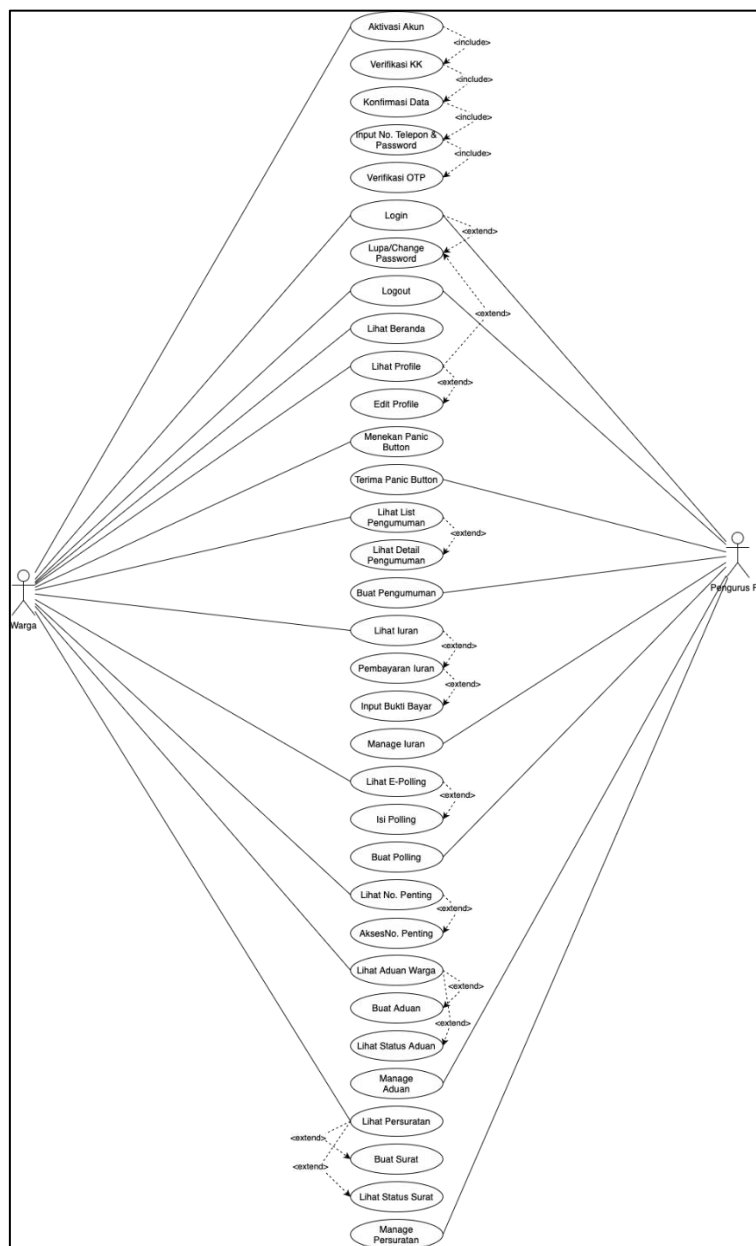 Aktivasi Akun
<include>
Verifikasi KK
<include>
Konfirmasi Data
<include>
Input No. Telepon &
Password
<include>
Verifikasi OTP
Login
<extend>
Lupa/Change
Password
Logout
<extend>
Lihat Beranda
Lihat Profile
<extend>
Edit Profile
Menekan Panic
Button
Terima Panic Button
Lihat List
Pengumuman
<extend>
Lihat Detail
Pengumuman
Buat Pengumuman
Warga
Pengurus
Lihat Iuran
<extend>
Pembayaran Iuran
<extend>
Input Bukti Bayar
Manage Iuran
Lihat E-Polling
<extend>
Isi Polling
Buat Polling
Lihat No. Penting
<extend>
AksesNo. Penting
Lihat Aduan Warga
<extend>
Buat Aduan
<extend>
Lihat Status Aduan
Manage
Aduan
Lihat Persuratan
<extend>
Buat Surat
<extend>
Lihat Status Surat
Manage
Persuratan